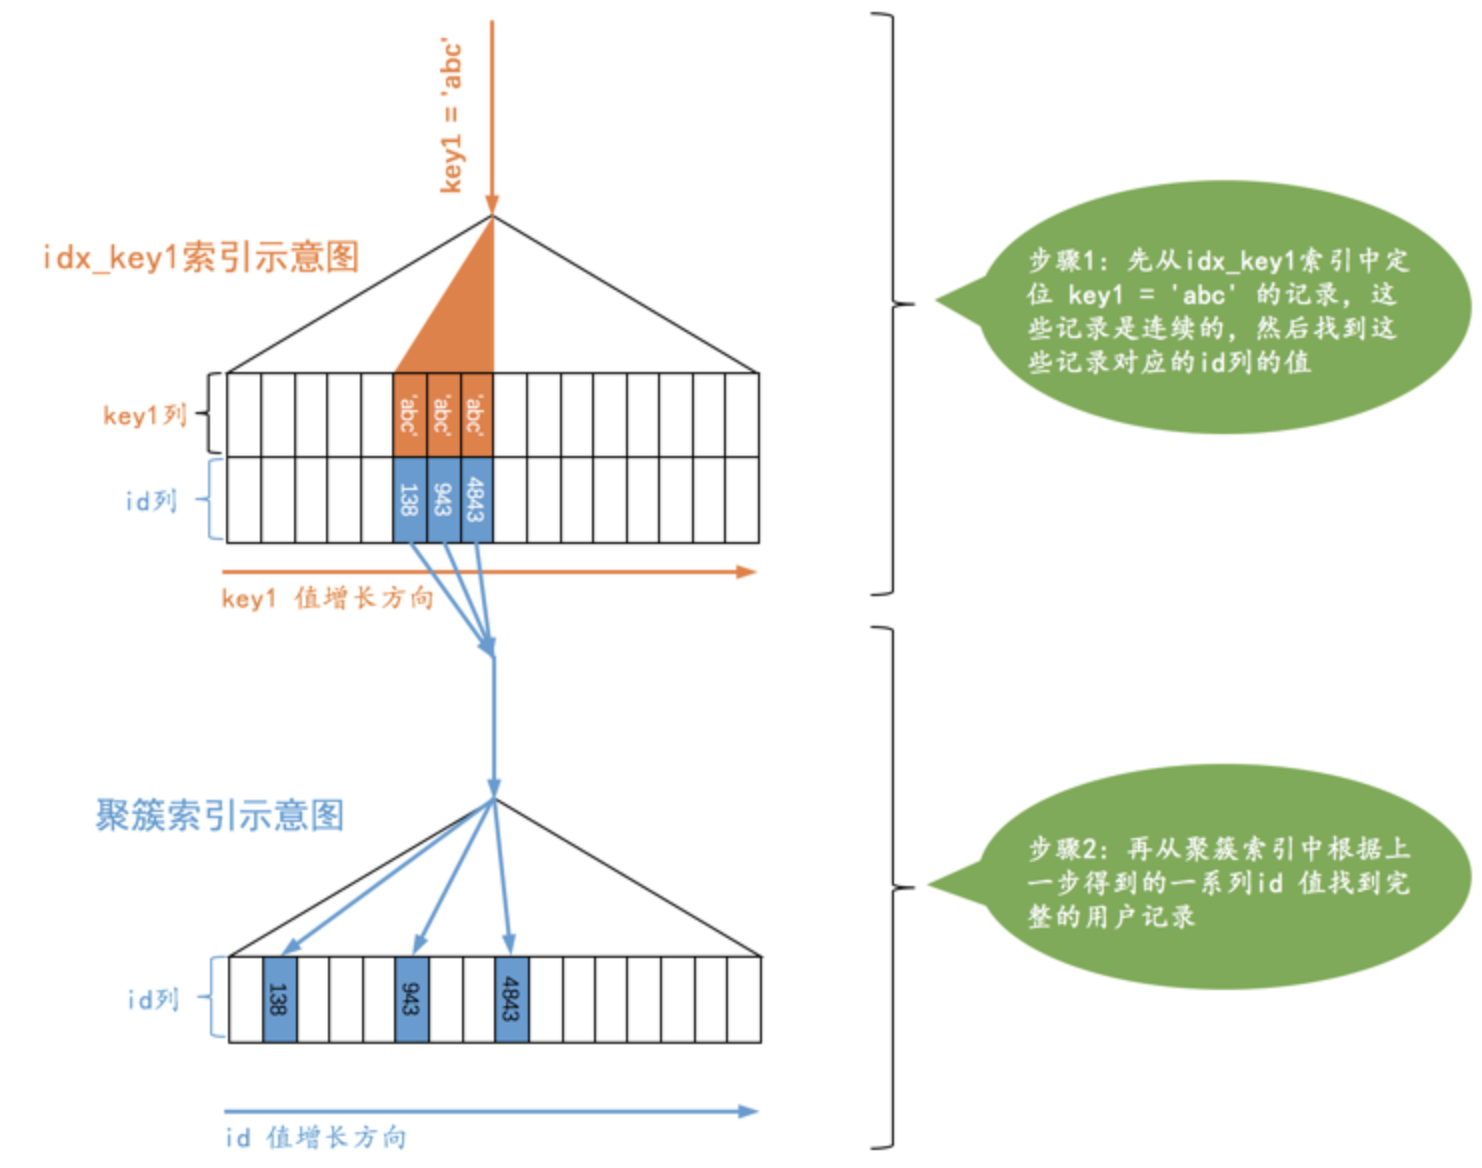 key1 = 'abc'
idx_key1索引示意图
步骤1: 先从idx_key1索引中定
位 key1 = 'abc' 的记录, 这
些记录是连续的, 然后找到这
些记录对应的id列的值
key1列
'abc'
'abc'
'abc'
id列
138
943
4843
key1 值增长方向
聚簇索引示意图
步骤2: 再从聚簇索引中根据上
一步得到的一系列id 值找到完
整的用户记录
id列
138
943
4843
id 值增长方向